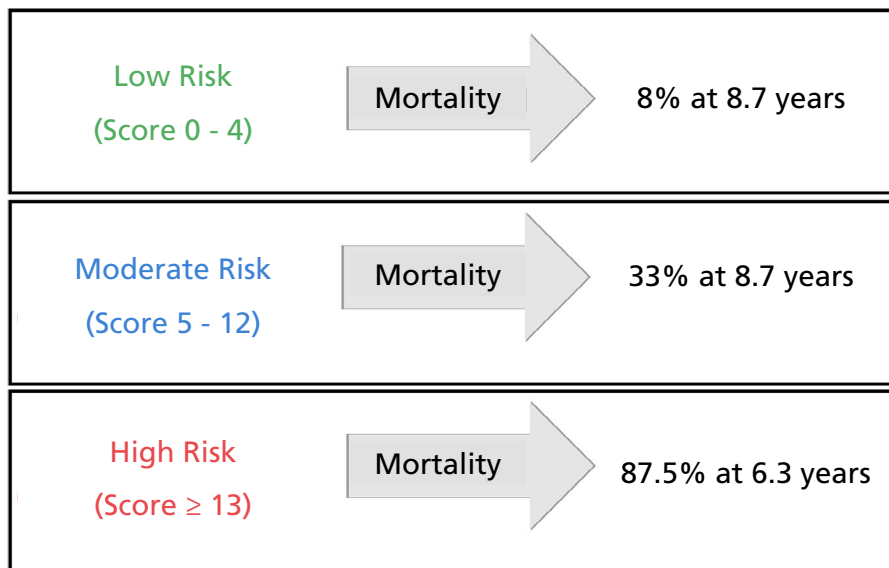 Low Risk
(Score 0 - 4)
Mortality
8% at 8.7 years
Moderate Risk
(Score 5 - 12)
Mortality
33% at 8.7 years
High Risk
(Score ≥ 13)
Mortality
87.5% at 6.3 years